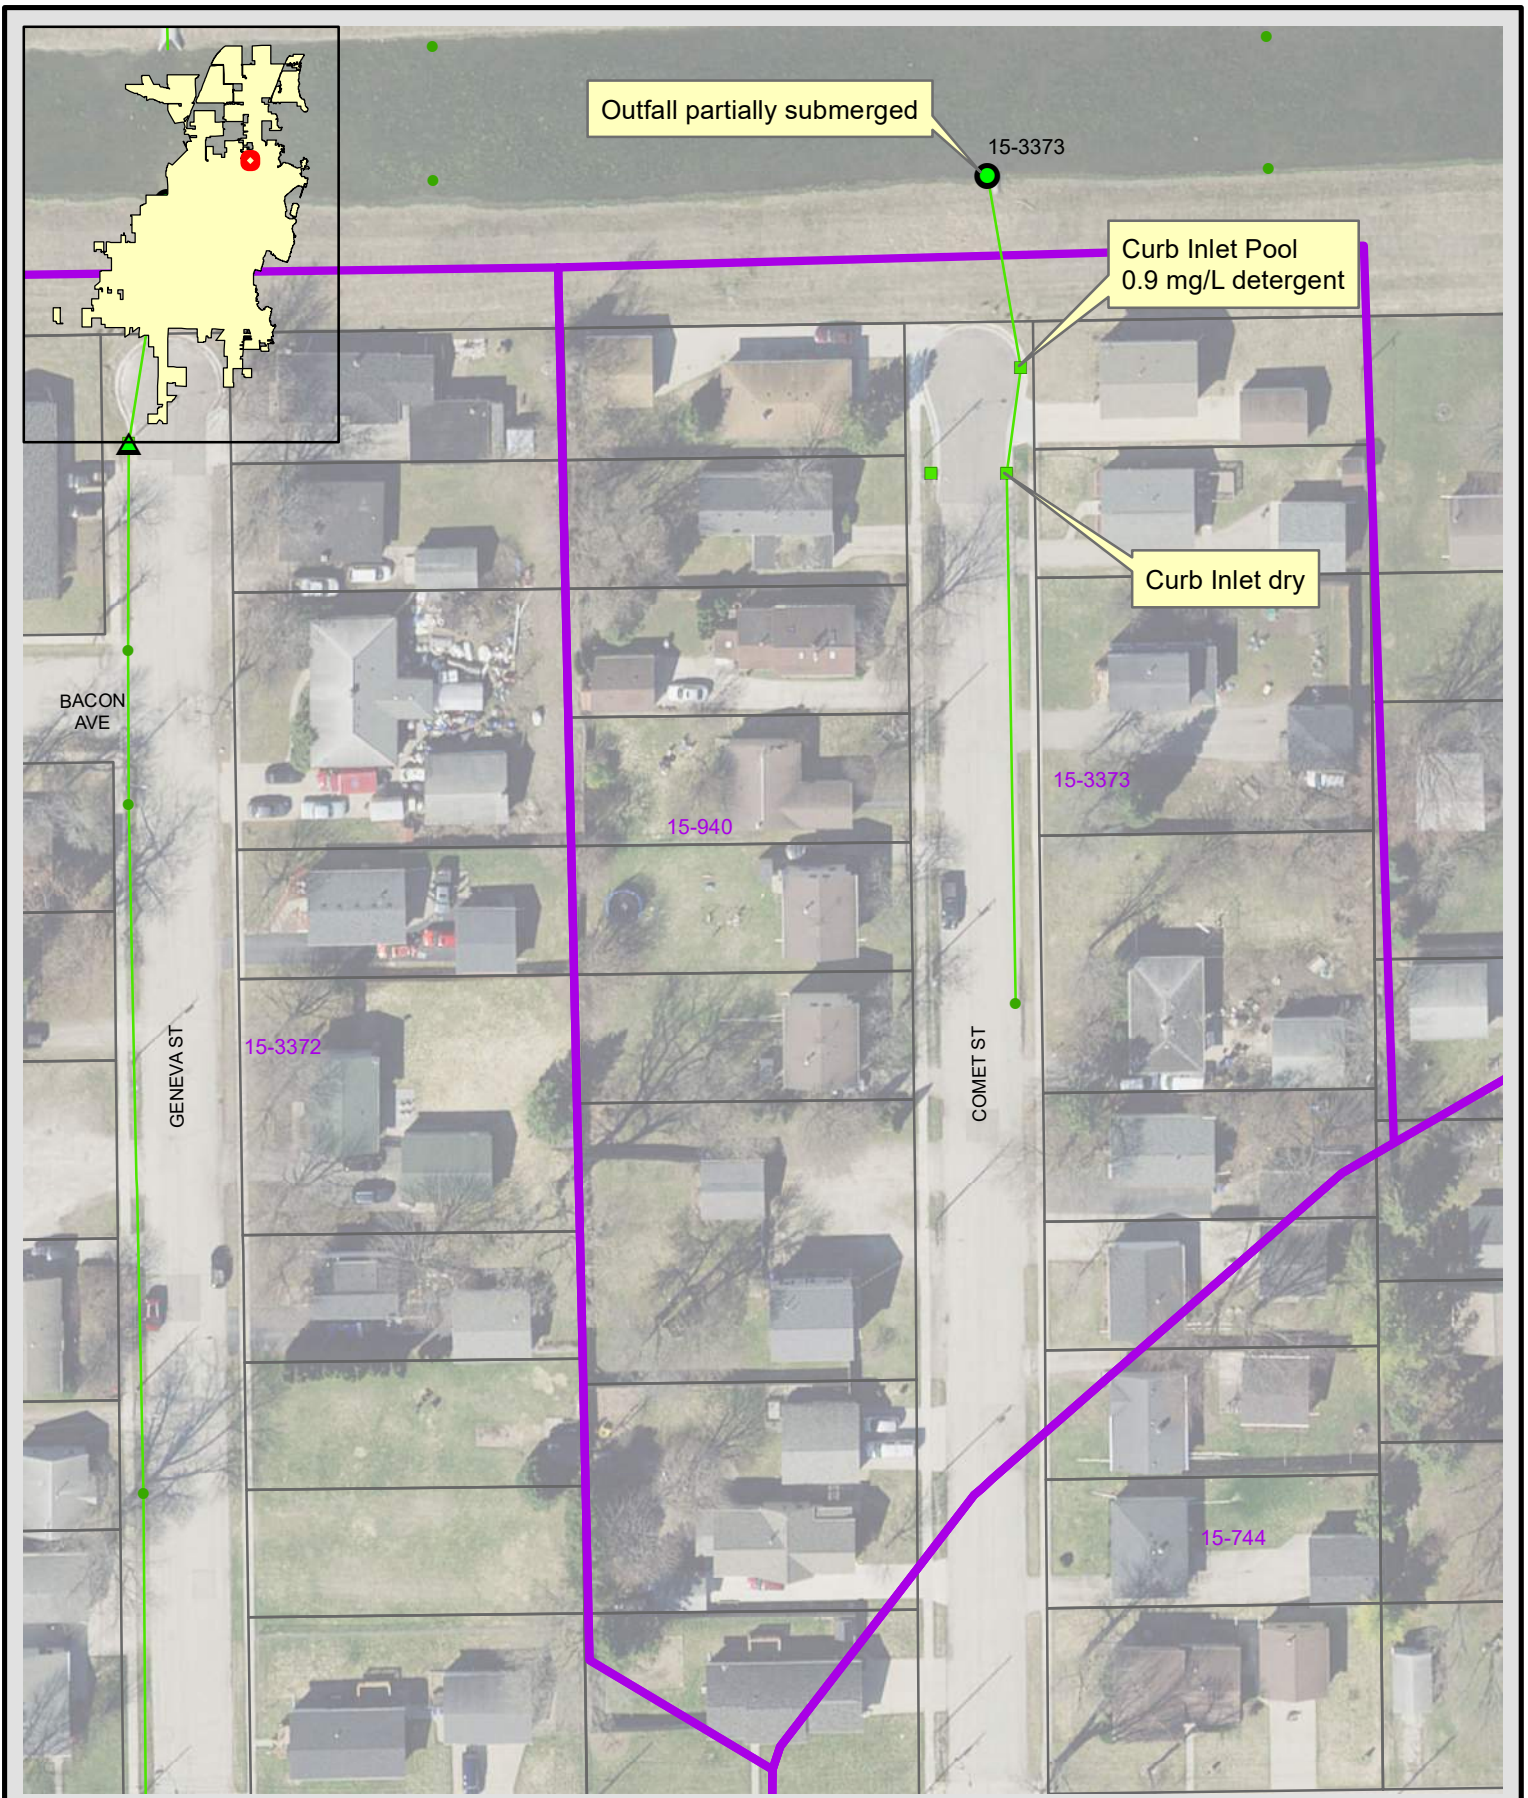 Outfall partially submerged
15-3373
Curb Inlet Pool
0.9 mg/L detergent
Curb Inlet dry
BACON
AVE
15-3373
15-940
GENEVA ST
15-3372
COMET ST
15-744